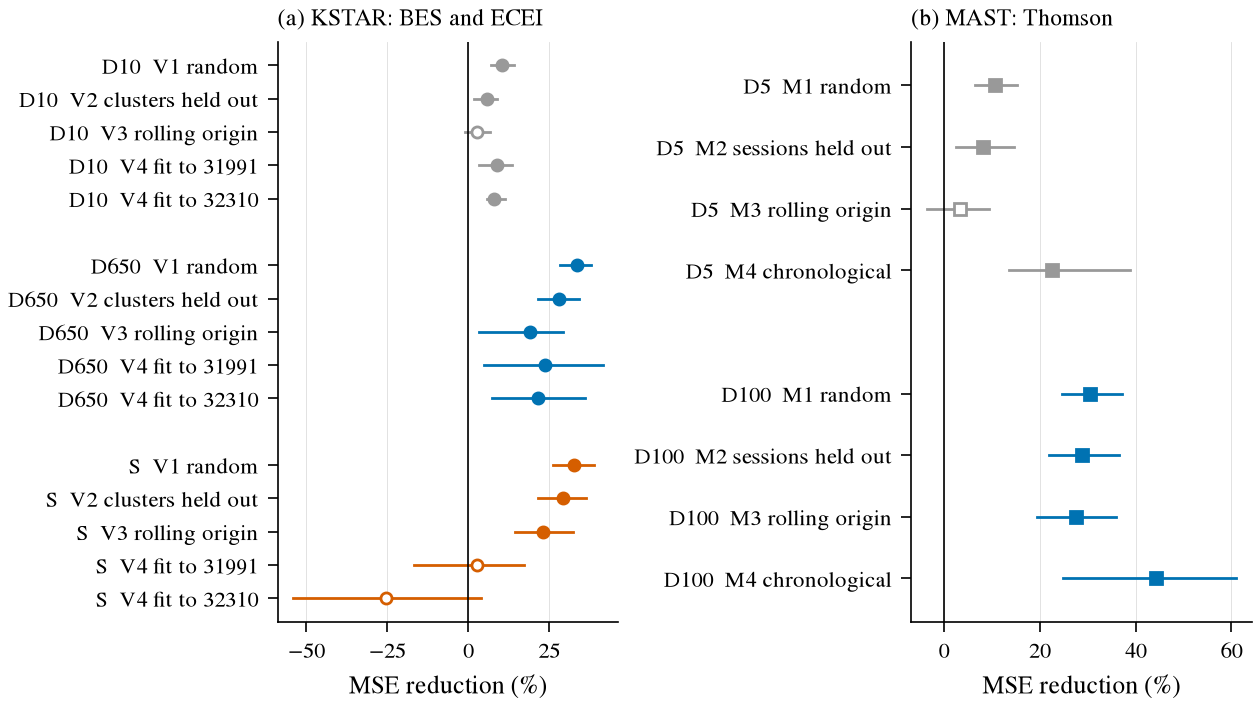 (a) KSTAR: BES and ECEI
D10 V1 random
D10 V2 clusters held out
D10 V3 rolling origin
D10 V4 fit to 31991
D10 V4 fit to 32310
D650 V1 random
D650 V2 clusters held out
D650 V3 rolling origin
D650 V4 fit to 31991
D650 V4 fit to 32310
S V1 random
S V2 clusters held out
S V3 rolling origin
S V4 fit to 31991
S V4 fit to 32310
−50 −25 0 25
MSE reduction (%)
(b) MAST: Thomson
D5 M1 random
D5 M2 sessions held out
D5 M3 rolling origin
D5 M4 chronological
D100 M1 random
D100 M2 sessions held out
D100 M3 rolling origin
D100 M4 chronological
0 20 40 60
MSE reduction (%)